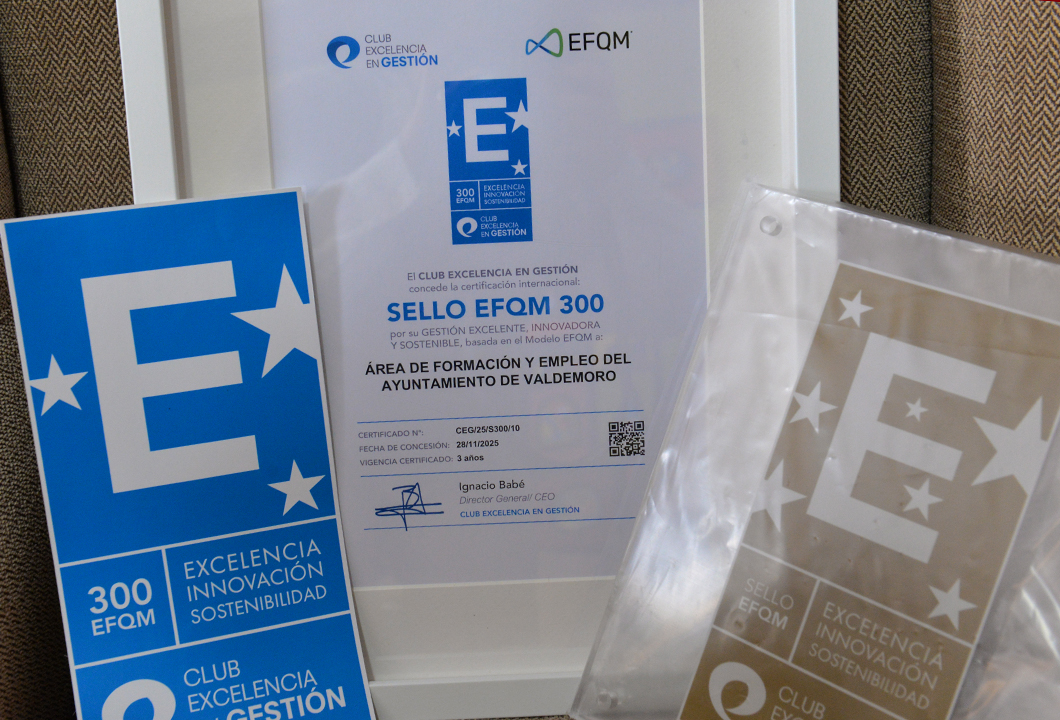 CLUB
EXCELENCIA
EN GESTIÓN
EFQM
E
300
EFQM
EXCELENCIA
INNOVACIÓN
SOSTENIBILIDAD
CLUB
EXCELENCIA
EN GESTIÓN
El CLUB EXCELENCIA EN GESTIÓN
concede la certificación internacional:
SELLO EFQM 300
por su GESTIÓN EXCELENTE, INNOVADORA
Y SOSTENIBLE, basada en el Modelo EFQM a:
ÁREA DE FORMACIÓN Y EMPLEO DEL
AYUNTAMIENTO DE VALDEMORO
CERTIFICADO Nº: CEG/25/S300/10
FECHA DE CONCESIÓN: 28/11/2025
VIGENCIA CERTIFICADO: 3 años
Ignacio Babé
Director General/ CEO
CLUB EXCELENCIA EN GESTIÓN
E
300
EFQM
EXCELENCIA
INNOVACIÓN
SOSTENIBILIDAD
CLUB
EXCELENCIA
EN GESTIÓN
E
SELLO
EFQM
EXCELENCIA
INNOVACIÓN
SOSTENIBILIDAD
CLUB